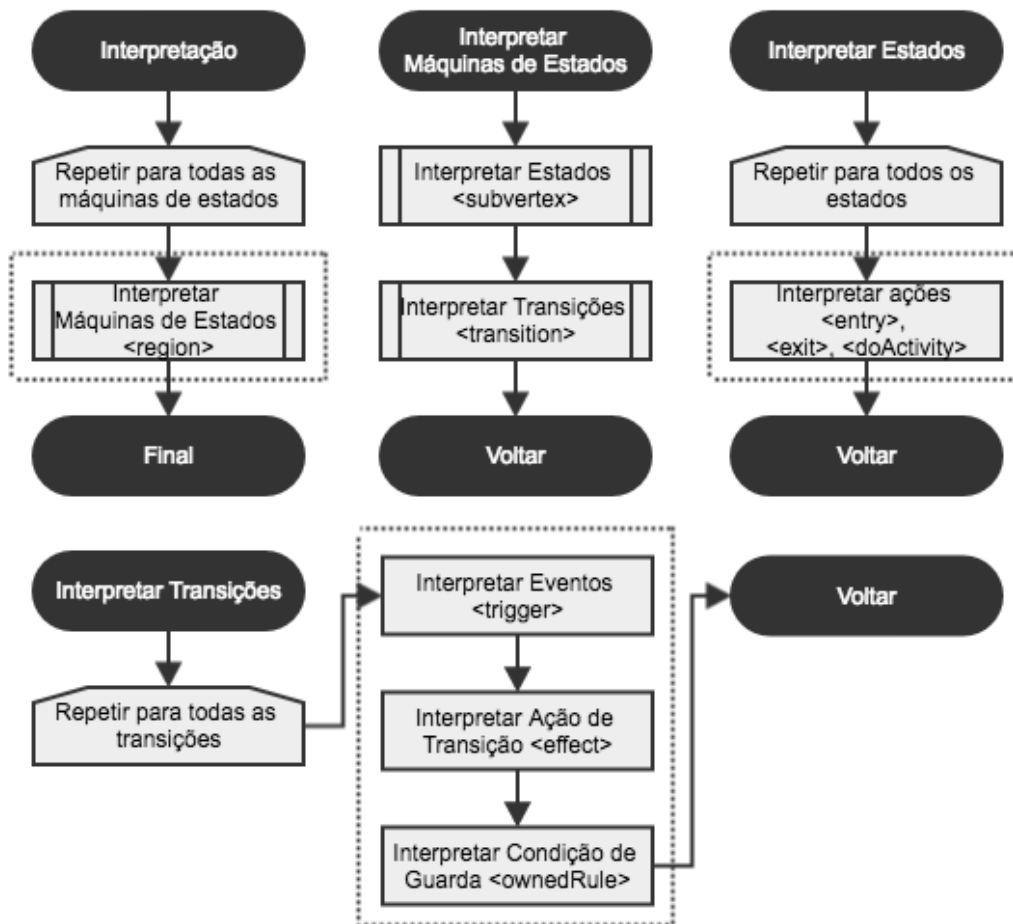 Interpretação
Repetir para todas as
máquinas de estados
Interpretar
Máquinas de Estados
<region>
Final
Interpretar
Máquinas de Estados
Interpretar Estados
<subvertex>
Interpretar Transições
<transition>
Voltar
Interpretar Estados
Repetir para todos os
estados
Interpretar ações
<entry>,
<exit>, <doActivity>
Voltar
Interpretar Transições
Repetir para todas as
transições
Interpretar Eventos
<trigger>
Interpretar Ação de
Transição <effect>
Interpretar Condição de
Guarda <ownedRule>
Voltar